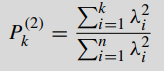 $P_k^{(2)} = \frac{\sum_{i=1}^{k} \lambda_i^2}{\sum_{i=1}^{n} \lambda_i^2}$